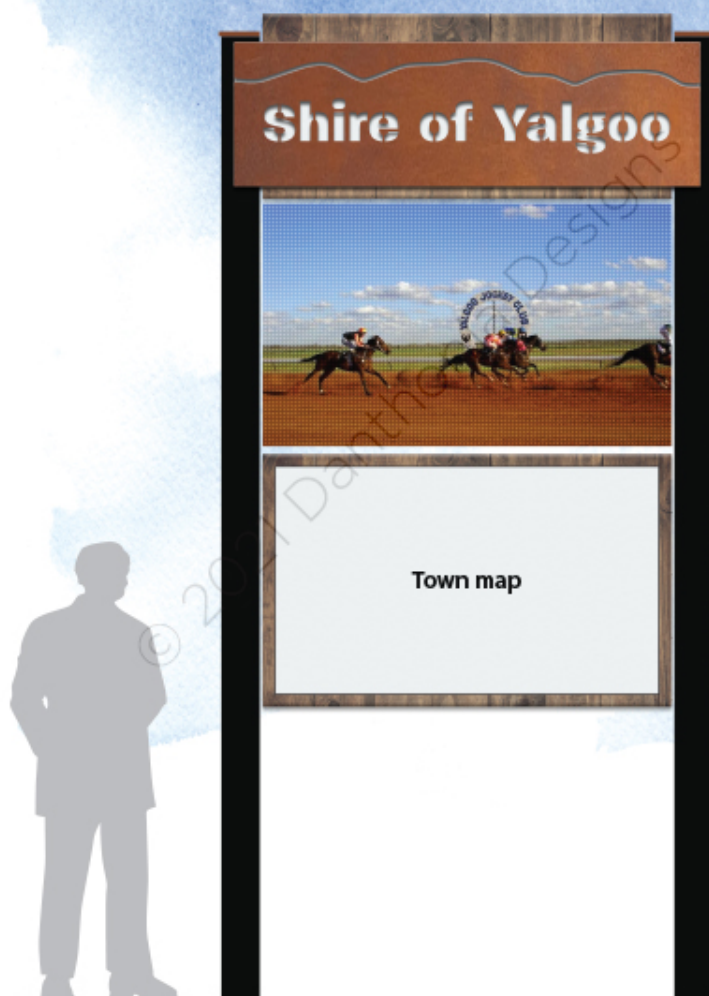 Shire of Yalgoo
YALGOO JOCKEY CLUB
Town map
© 2021 Danthonia Designs